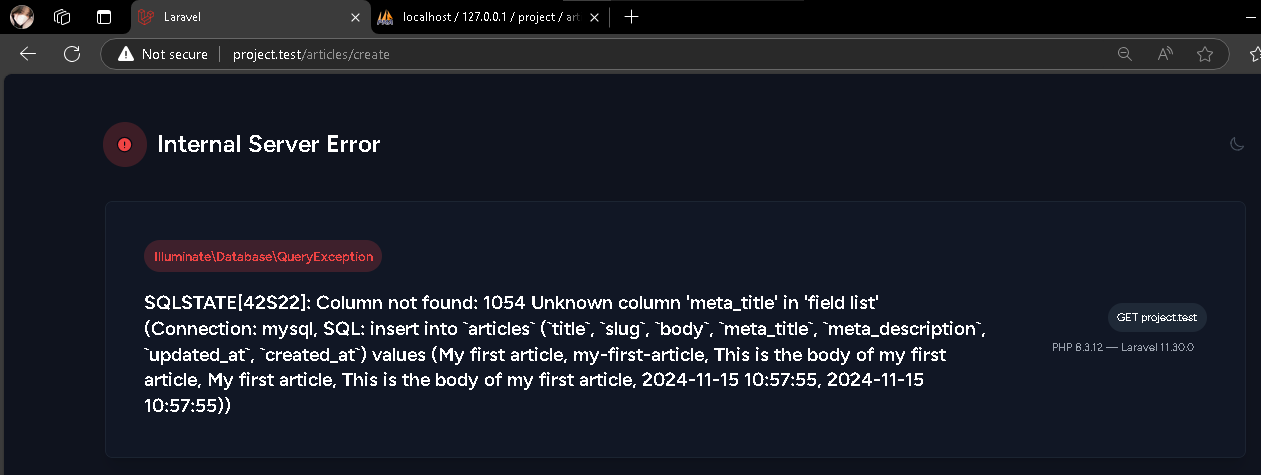 Laravel
localhost / 127.0.0.1 / project / art
Not secure
project.test/articles/create
Internal Server Error
Illuminate\Database\QueryException
SQLSTATE[42S22]: Column not found: 1054 Unknown column 'meta_title' in 'field list'
(Connection: mysql, SQL: insert into `articles` (`title`, `slug`, `body`, `meta_title`, `meta_description`,
`updated_at`, `created_at`) values (My first article, my-first-article, This is the body of my first
article, My first article, This is the body of my first article, 2024-11-15 10:57:55, 2024-11-15
10:57:55))
GET project.test
PHP 8.3.12 — Laravel 11.30.0